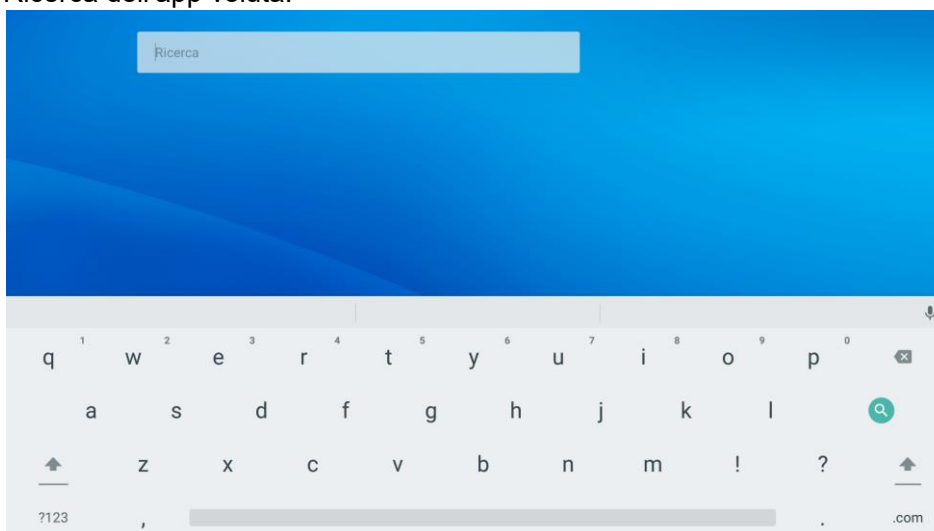 Ricerca dell'app voluta.
Ricerca
q 1 w 2 e 3 r 4 t 5 y 6 u 7 i 8 o 9 p 0
a s d f g h j k l
z x c v b n m ! ?
?123 , . .com